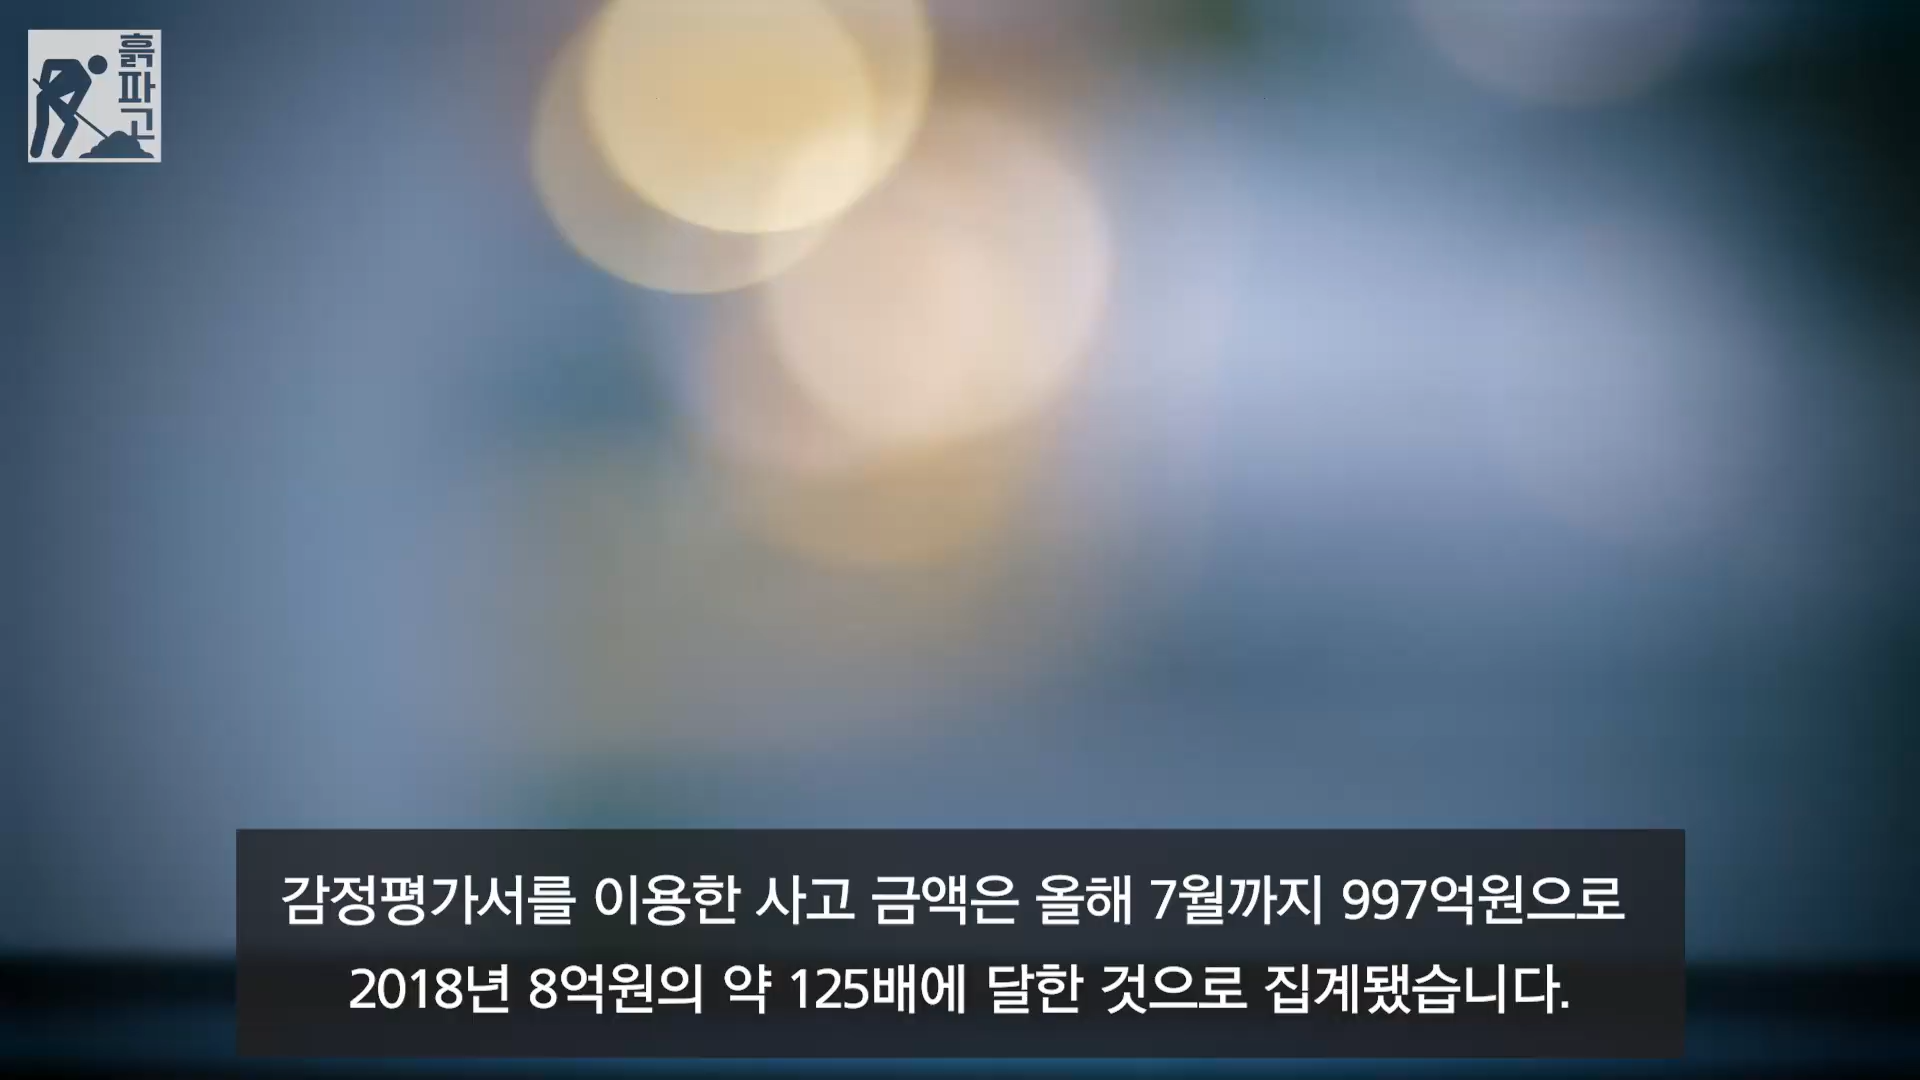 흙
파
고
감정평가서를 이용한 사고 금액은 올해 7월까지 997억원으로
2018년 8억원의 약 125배에 달한 것으로 집계됐습니다.